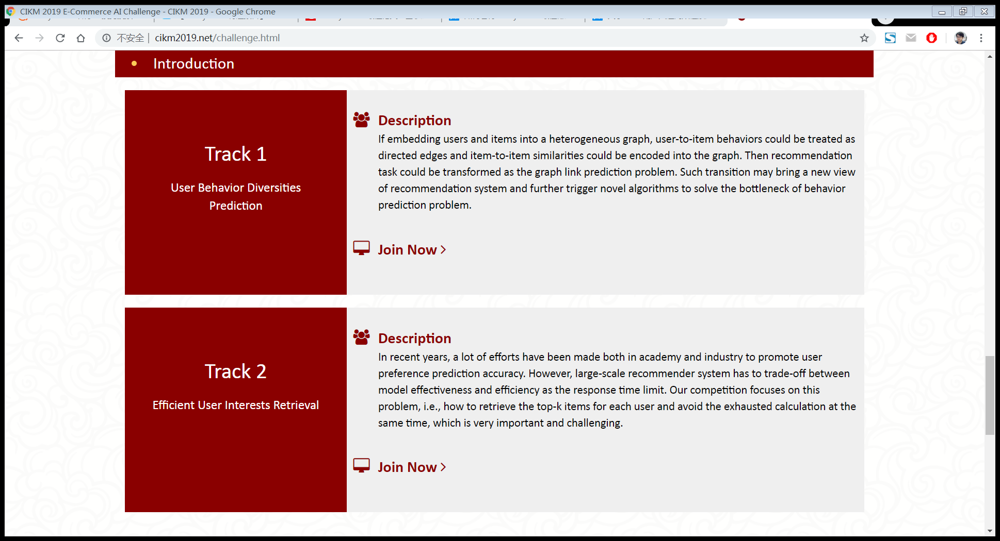 CIKM 2019 E-Commerce AI Challenge - CIKM 2019 - Google Chrome
不安全 | cikm2019.net/challenge.html
Introduction
Track 1
User Behavior Diversities
Prediction
Description
If embedding users and items into a heterogeneous graph, user-to-item behaviors could be treated as
directed edges and item-to-item similarities could be encoded into the graph. Then recommendation
task could be transformed as the graph link prediction problem. Such transition may bring a new view
of recommendation system and further trigger novel algorithms to solve the bottleneck of behavior
prediction problem.
Join Now >
Track 2
Efficient User Interests Retrieval
Description
In recent years, a lot of efforts have been made both in academy and industry to promote user
preference prediction accuracy. However, large-scale recommender system has to trade-off between
model effectiveness and efficiency as the response time limit. Our competition focuses on this
problem, i.e., how to retrieve the top-k items for each user and avoid the exhausted calculation at the
same time, which is very important and challenging.
Join Now >